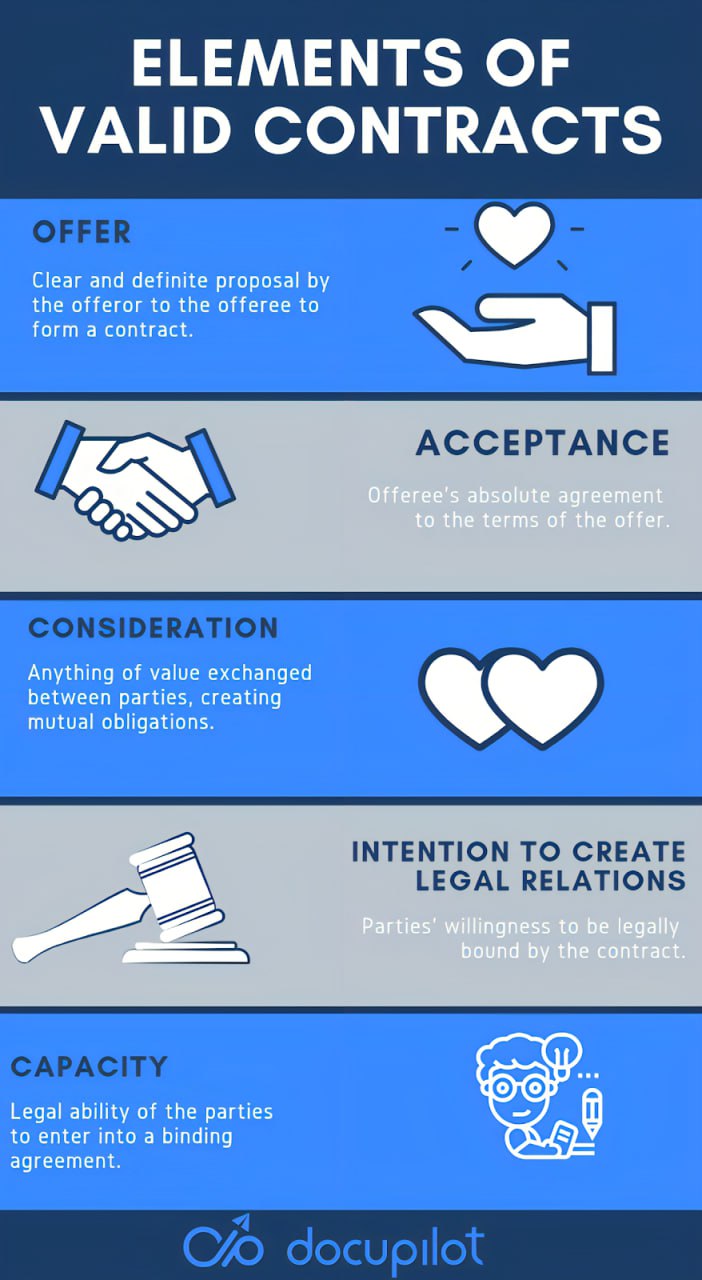 ELEMENTS OF
VALID CONTRACTS
OFFER
Clear and definite proposal by
the offeror to the offeree to
form a contract.
ACCEPTANCE
Offeree's absolute agreement
to the terms of the offer.
CONSIDERATION
Anything of value exchanged
between parties, creating
mutual obligations.
INTENTION TO CREATE
LEGAL RELATIONS
Parties' willingness to be legally
bound by the contract.
CAPACITY
Legal ability of the parties
to enter into a binding
agreement.
docupilot